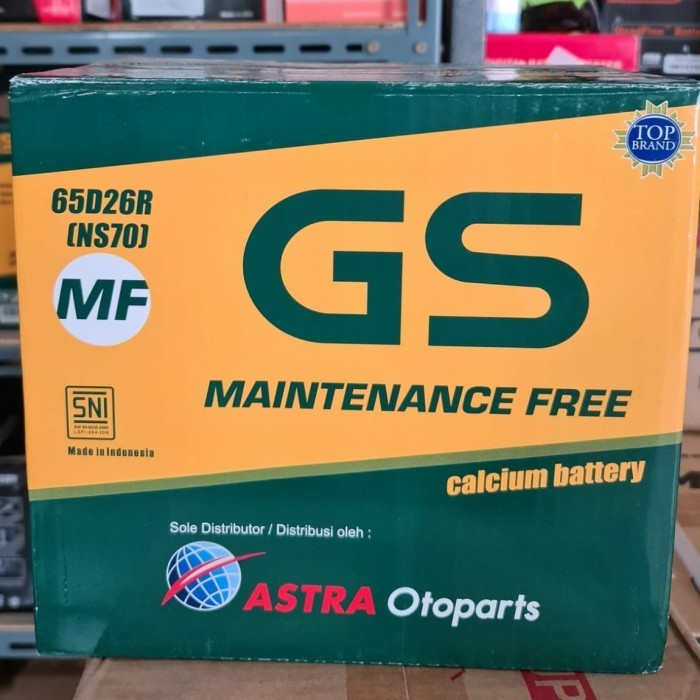 TOP
BRAND
65D26R
(NS70)
GS
MF
MAINTENANCE FREE
SNI
Made in Indonesia
calcium battery
Sole Distributor / Distribusi oleh :
ASTRA Otoparts